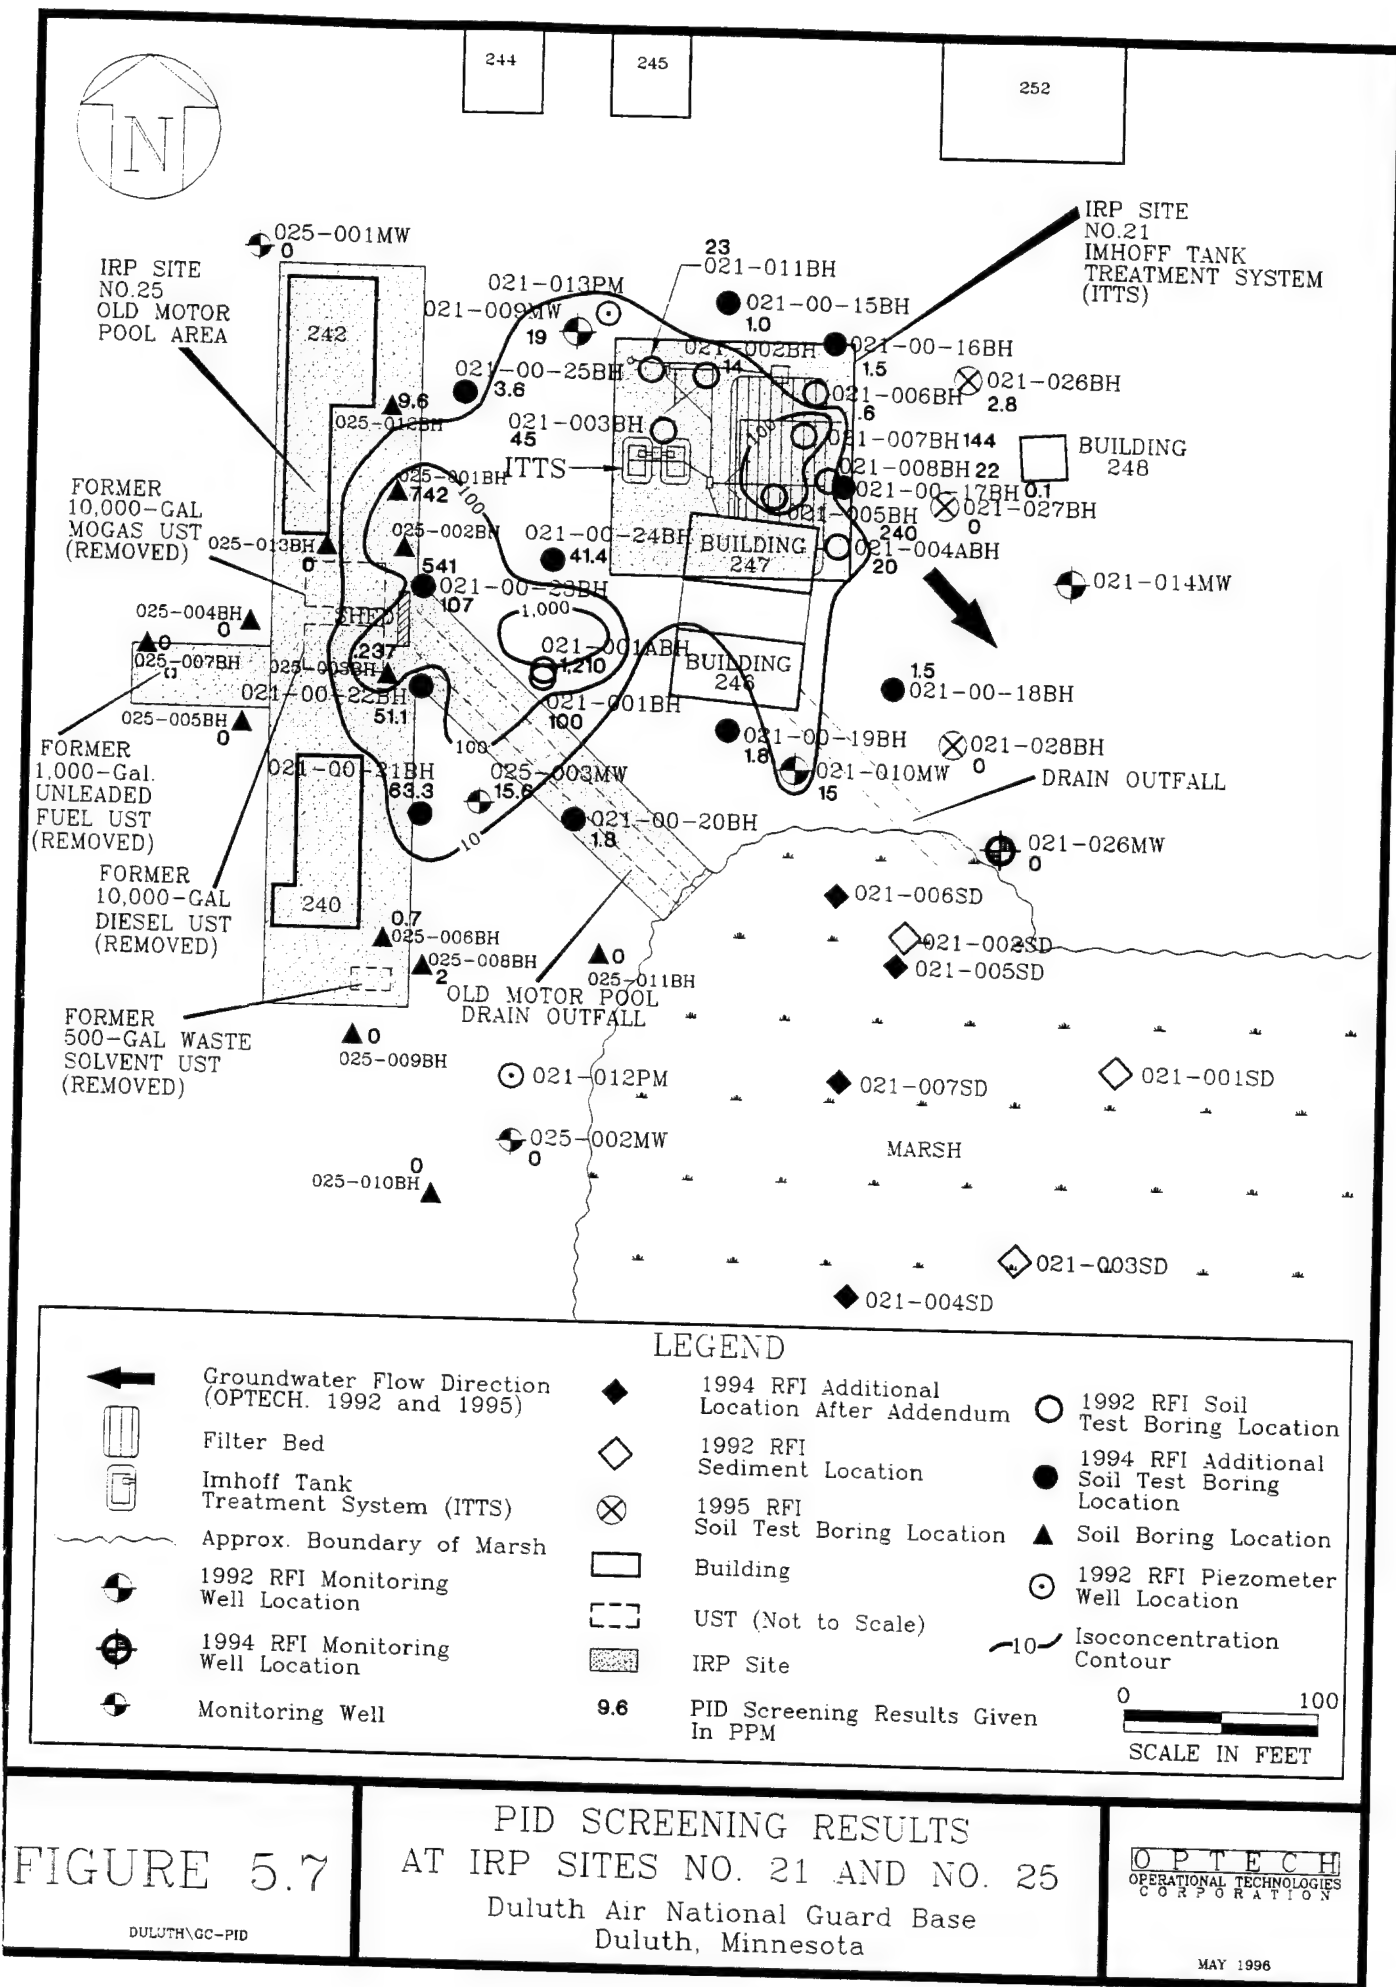 244
245
252
N
IRP SITE
NO.21
IMHOFF TANK
TREATMENT SYSTEM
(ITTS)
025-001MW
0
IRP SITE
NO.25
OLD MOTOR
POOL AREA
23
021-011BH
021-013PM
021-009MW
19
021-00-15BH
1.0
242
021-002BH
14
021-00-16BH
1.5
021-00-25BH
3.6
021-026BH
2.8
021-006BH
.6
9.6
025-012BH
021-003BH
45
100
021-007BH 144
BUILDING
248
ITTS
021-008BH 22
025-001BH
742
100
021-00-17BH 0.1
021-027BH
0
FORMER
10,000-GAL
MOGAS UST
(REMOVED)
021-005BH
240
025-002BH
541
021-00-24BH
41.4
BUILDING
247
021-004ABH
20
025-013BH
0
021-00-23BH
107
021-014MW
025-004BH
0
SHED
1,000
0
025-007BH
.237
025-003BH
021-001ABH
1,210
BUILDING
246
1.5
021-00-18BH
021-00-22BH
51.1
021-001BH
100
025-005BH
0
100
021-00-19BH
1.8
021-028BH
0
FORMER
1,000-Gal.
UNLEADED
FUEL UST
(REMOVED)
021-00-21BH
63.3
025-003MW
15.6
021-010MW
15
DRAIN OUTFALL
10
021-00-20BH
1.8
021-026MW
0
FORMER
10,000-GAL
DIESEL UST
(REMOVED)
240
021-006SD
0.7
025-006BH
021-002SD
025-008BH
2
0
025-011BH
021-005SD
OLD MOTOR POOL
DRAIN OUTFALL
FORMER
500-GAL WASTE
SOLVENT UST
(REMOVED)
0
025-009BH
021-012PM
021-007SD
021-001SD
025-002MW
0
MARSH
0
025-010BH
021-003SD
021-004SD
LEGEND
Groundwater Flow Direction
(OPTECH. 1992 and 1995)
Filter Bed
Imhoff Tank
Treatment System (ITTS)
Approx. Boundary of Marsh
1992 RFI Monitoring
Well Location
1994 RFI Monitoring
Well Location
Monitoring Well
1994 RFI Additional
Location After Addendum
1992 RFI
Sediment Location
1995 RFI
Soil Test Boring Location
Building
UST (Not to Scale)
IRP Site
9.6
PID Screening Results Given
In PPM
1992 RFI Soil
Test Boring Location
1994 RFI Additional
Soil Test Boring
Location
Soil Boring Location
1992 RFI Piezometer
Well Location
10
Isoconcentration
Contour
0 100
SCALE IN FEET
FIGURE 5.7
DULUTH\GC-PID
PID SCREENING RESULTS
AT IRP SITES NO. 21 AND NO. 25
Duluth Air National Guard Base
Duluth, Minnesota
OPTECH
OPERATIONAL TECHNOLOGIES
CORPORATION
MAY 1996